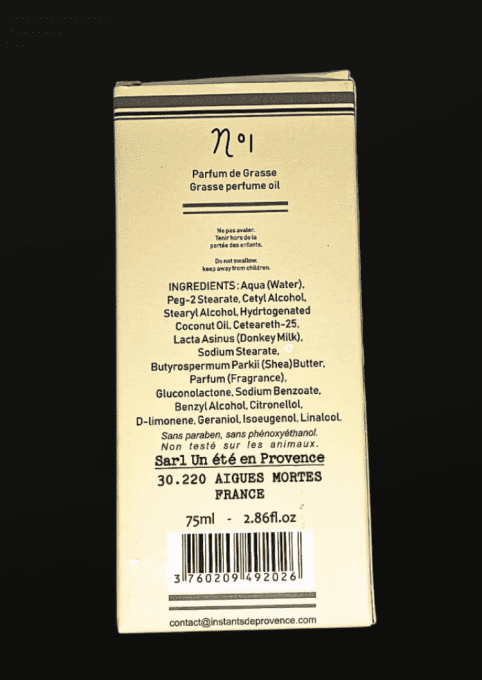 n°1
Parfum de Grasse
Grasse perfume oil
Ne pas avaler.
Tenir hors de la
portée des enfants.
Do not swallow.
keep away from children.
INGREDIENTS: Aqua (Water),
Peg-2 Stearate, Cetyl Alcohol,
Stearyl Alcohol, Hydrtogenated
Coconut Oil, Ceteareth-25,
Lacta Asinus (Donkey Milk),
Sodium Stearate,
Butyrospermum Parkii (Shea) Butter,
Parfum (Fragrance),
Gluconolactone, Sodium Benzoate,
Benzyl Alcohol, Citronellol,
D-limonene, Geraniol, Isoeugenol, Linalool.
Sans paraben, sans phénoxyéthanol.
Non testé sur les animaux.
Sarl Un été en Provence
30.220 AIGUES MORTES
FRANCE
75ml - 2.86fl.oz
3 760209 492026
contact@instantsdeprovence.com